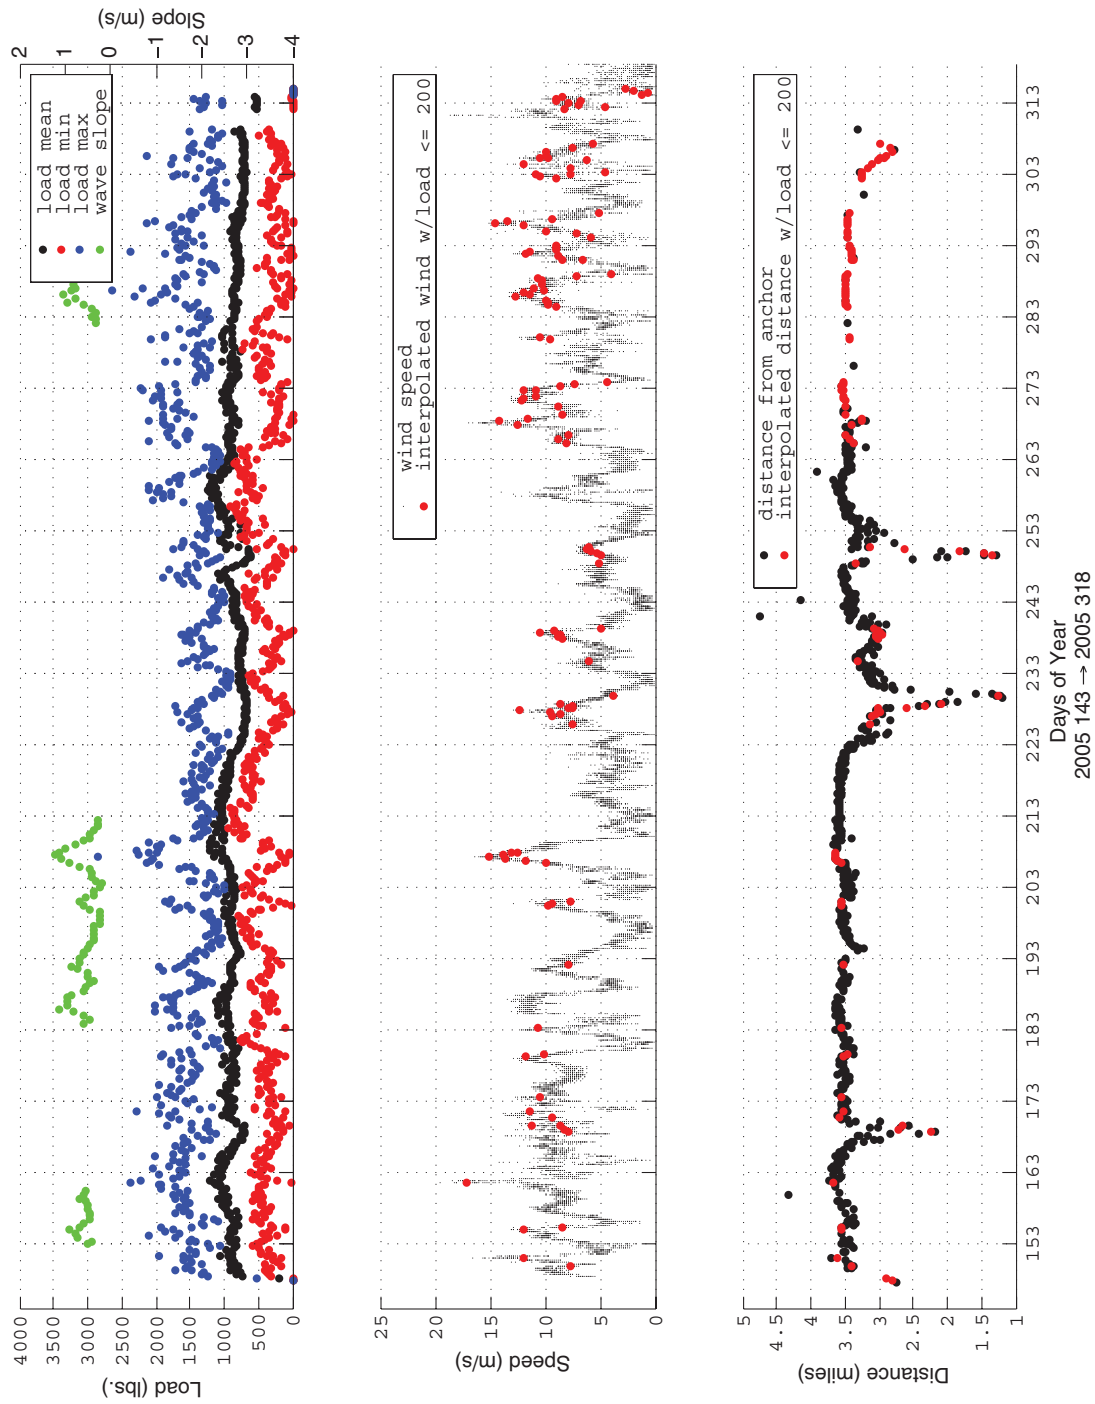 4000
3500
3000
2500
2000
1500
1000
500
0
Load (lbs.)
2
1
0
−1
−2
−3
−4
Slope (m/s)
load mean
load min
load max
wave slope
25
20
15
10
5
0
Speed (m/s)
wind speed
interpolated wind w/load <= 200
5
4.5
4
3.5
3
2.5
2
1.5
1
Distance (miles)
distance from anchor
interpolated distance w/load <= 200
153 163 173 183 193 203 213 223 233 243 253 263 273 283 293 303 313
Days of Year
2005 143 → 2005 318